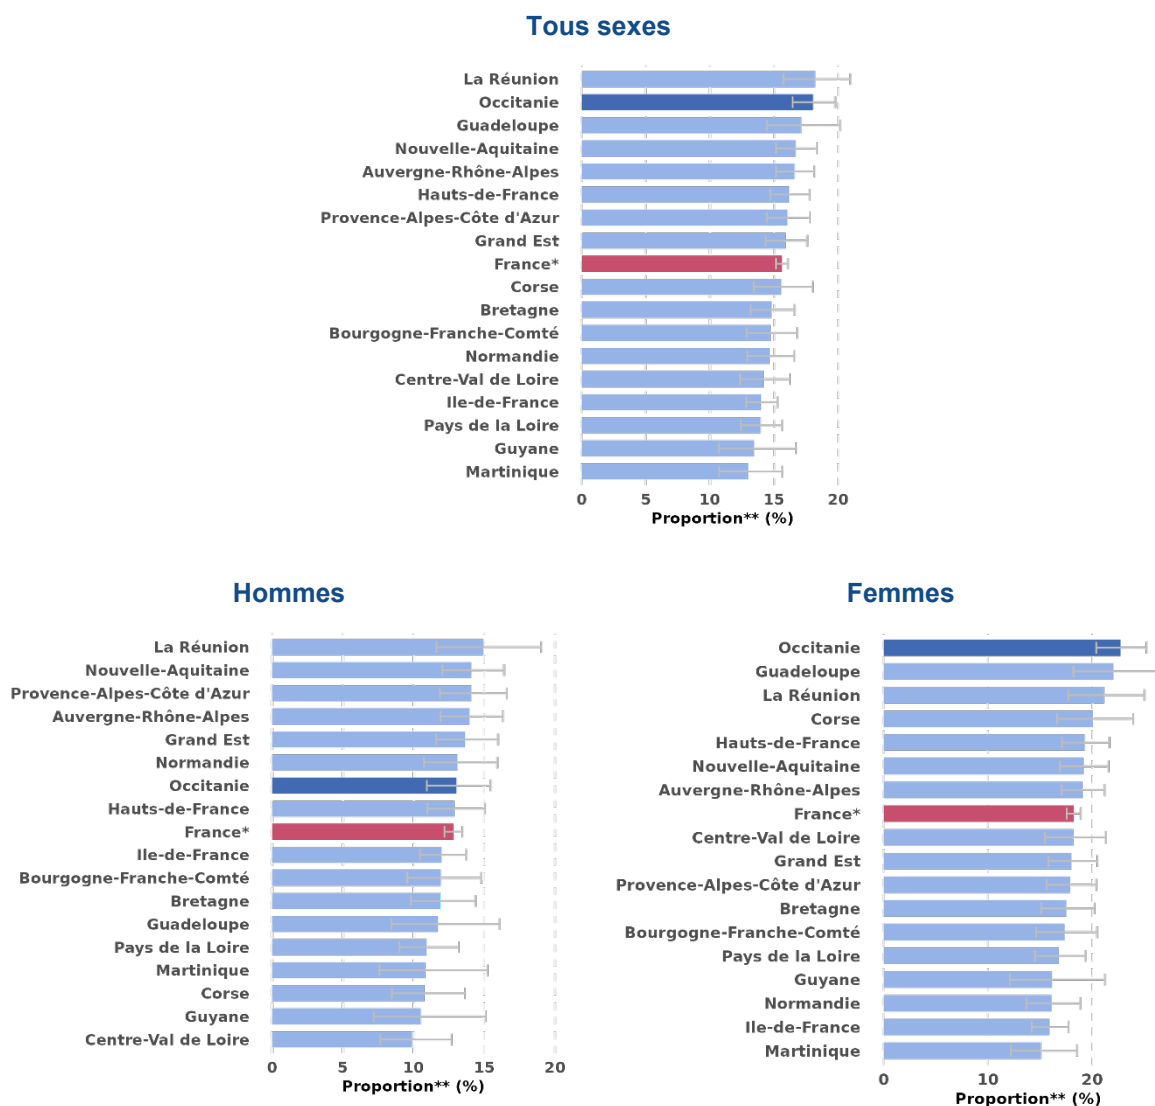 Tous sexes
La Réunion
Occitanie
Guadeloupe
Nouvelle-Aquitaine
Auvergne-Rhône-Alpes
Hauts-de-France
Provence-Alpes-Côte d'Azur
Grand Est
France*
Corse
Bretagne
Bourgogne-Franche-Comté
Normandie
Centre-Val de Loire
Ile-de-France
Pays de la Loire
Guyane
Martinique
0 5 10 15 20
Proportion** (%)
Hommes
La Réunion
Nouvelle-Aquitaine
Provence-Alpes-Côte d'Azur
Auvergne-Rhône-Alpes
Grand Est
Normandie
Occitanie
Hauts-de-France
France*
Ile-de-France
Bourgogne-Franche-Comté
Bretagne
Guadeloupe
Pays de la Loire
Martinique
Corse
Guyane
Centre-Val de Loire
0 5 10 15 20
Proportion** (%)
Femmes
Occitanie
Guadeloupe
La Réunion
Corse
Hauts-de-France
Nouvelle-Aquitaine
Auvergne-Rhône-Alpes
France*
Centre-Val de Loire
Grand Est
Provence-Alpes-Côte d'Azur
Bretagne
Bourgogne-Franche-Comté
Pays de la Loire
Guyane
Normandie
Ile-de-France
Martinique
0 10 20
Proportion** (%)